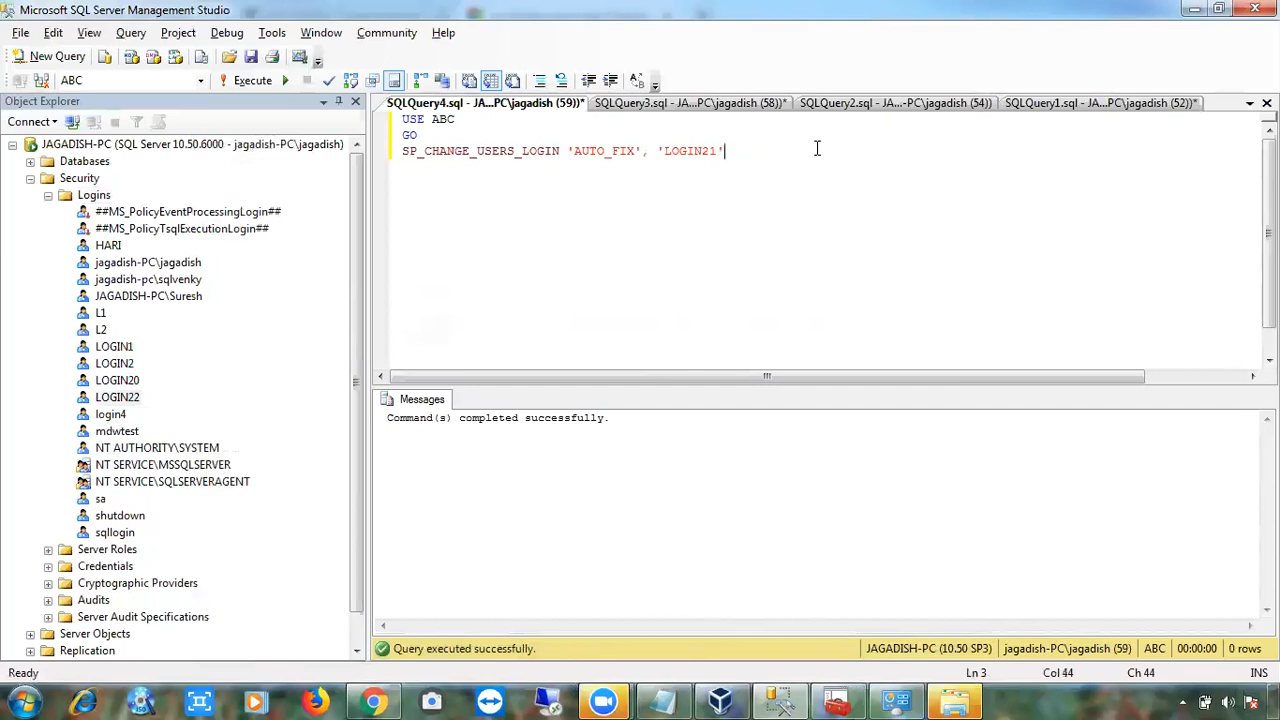 Microsoft SQL Server Management Studio
File Edit View Query Project Debug Tools Window Community Help
New Query
ABC Execute
Object Explorer
SQLQuery4.sql - JA...PC\jagadish (59))* SQLQuery3.sql - JA...PC\jagadish (58))* SQLQuery2.sql - JA...-PC\jagadish (54)) SQLQuery1.sql - JA...PC\jagadish (52))*
Connect
USE ABC
GO
SP_CHANGE_USERS_LOGIN 'AUTO_FIX', 'LOGIN21'
JAGADISH-PC (SQL Server 10.50.6000 - jagadish-PC\jagadish)
Databases
Security
Logins
##MS_PolicyEventProcessingLogin##
##MS_PolicyTsqlExecutionLogin##
HARI
jagadish-PC\jagadish
jagadish-pc\sqlvenky
JAGADISH-PC\Suresh
L1
L2
LOGIN1
LOGIN2
LOGIN20
LOGIN22
login4
mdwtest
NT AUTHORITY\SYSTEM
NT SERVICE\MSSQLSERVER
NT SERVICE\SQLSERVERAGENT
sa
shutdown
sqllogin
Server Roles
Credentials
Cryptographic Providers
Audits
Server Audit Specifications
Server Objects
Replication
Messages
Command(s) completed successfully.
Query executed successfully. JAGADISH-PC (10.50 SP3) jagadish-PC\jagadish (59) ABC 00:00:00 0 rows
Ready Ln 3 Col 44 Ch 44 INS